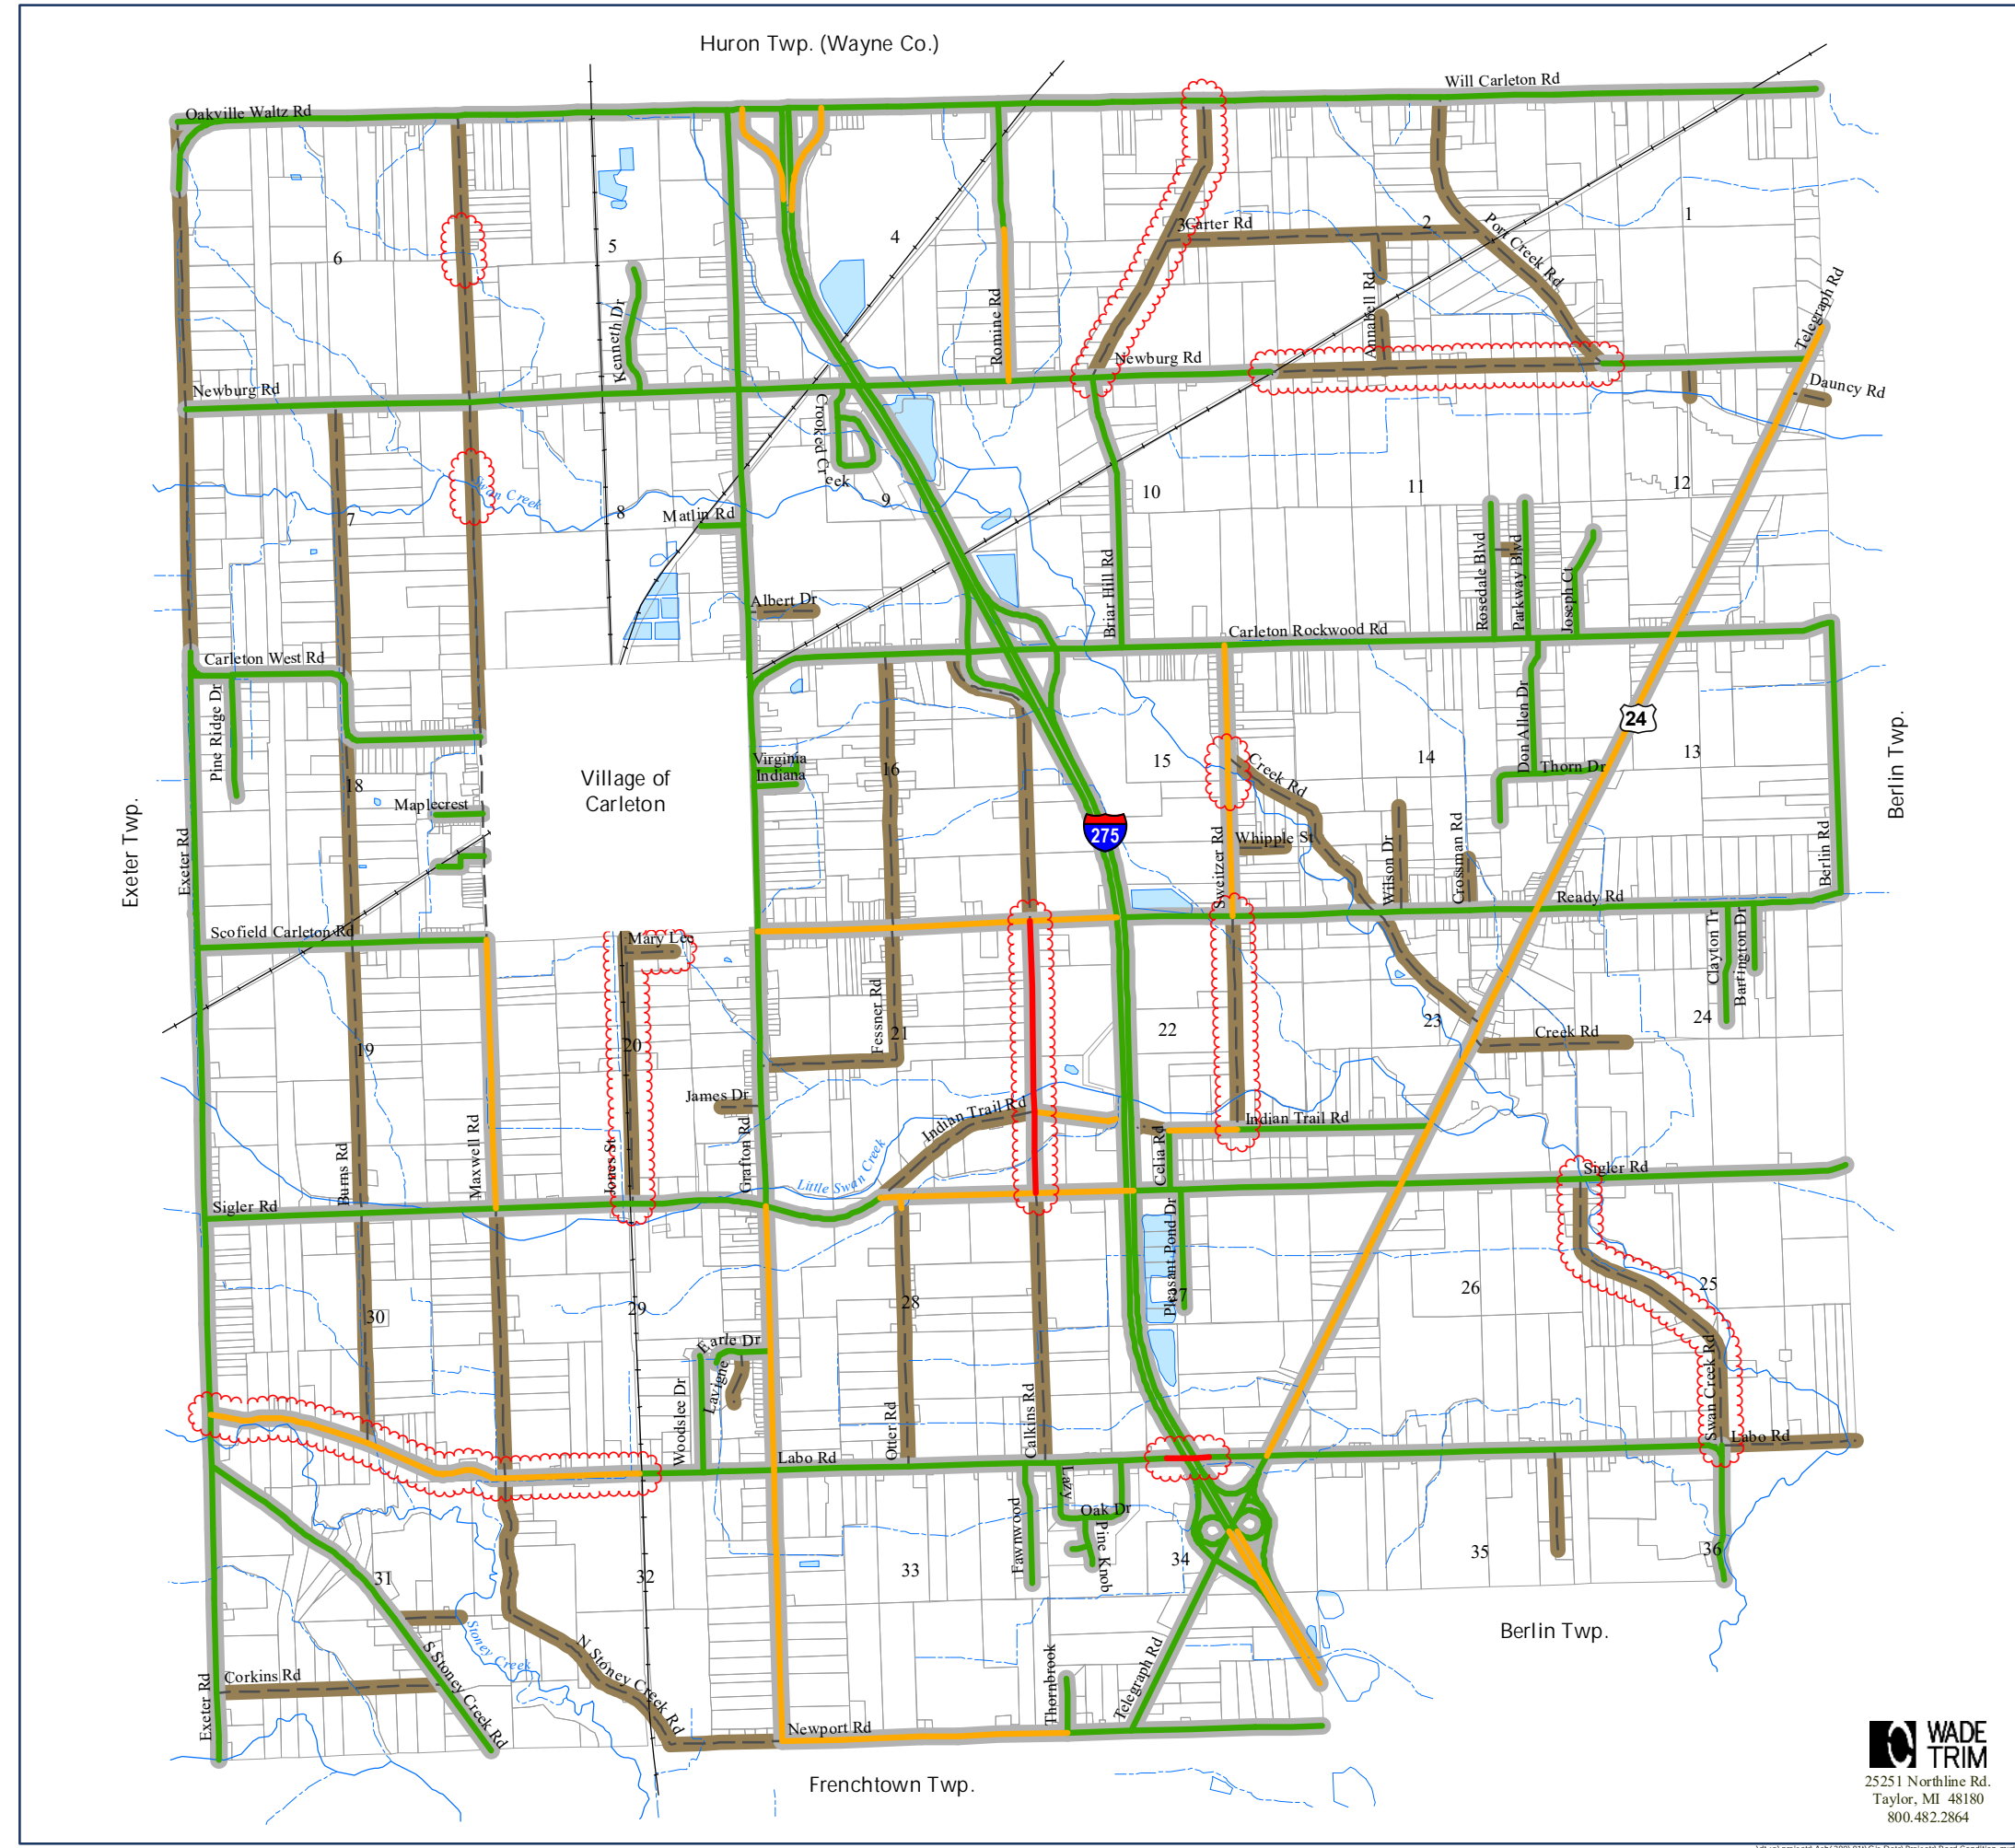 Huron Twp. (Wayne Co.)
Will Carleton Rd
Oakville Waltz Rd
6
5
4
3
Carter Rd
2
1
Port Creek Rd
Telegraph Rd
Annabell Rd
Romine Rd
Kenneth Dr
Newburg Rd
Newburg Rd
Dauncy Rd
Crooked Creek
Swan Creek
7
8
Matlin Rd
9
10
11
12
Rosedale Blvd
Parkway Blvd
Joseph Ct
Briar Hill Rd
Albert Dr
Carleton Rockwood Rd
Carleton West Rd
Pine Ridge Dr
Don Allen Dr
24
Thorn Dr
Berlin Twp.
Exeter Twp.
Village of
Carleton
Virginia
Indiana
16
15
14
13
18
Maplecrest
Creek Rd
275
Whipple St
Sweitzer Rd
Wilson Dr
Crossman Rd
Berlin Rd
Exeter Rd
Ready Rd
Scofield Carleton Rd
Mary Lee
Clayton Tr
Barrington Dr
Fessner Rd
19
20
21
22
23
24
Creek Rd
James Dr
Indian Trail Rd
Indian Trail Rd
Burns Rd
Maxwell Rd
Jones St
Grafton Rd
Little Swan Creek
Celia Rd
Sigler Rd
Sigler Rd
Pleasant Pond Dr
30
29
28
27
26
25
Earle Dr
Lavigne
Woodslee Dr
Otter Rd
Calkins Rd
Swan Creek Rd
Labo Rd
Labo Rd
Fawnwood
Lazy
Oak Dr
Pine Knob
31
32
33
34
35
36
Stoney Creek
S Stoney Creek Rd
N Stoney Creek Rd
Corkins Rd
Exeter Rd
Thornbrook
Telegraph Rd
Newport Rd
Berlin Twp.
Frenchtown Twp.
WADE
TRIM
25251 Northline Rd.
Taylor, MI 48180
800.482.2864